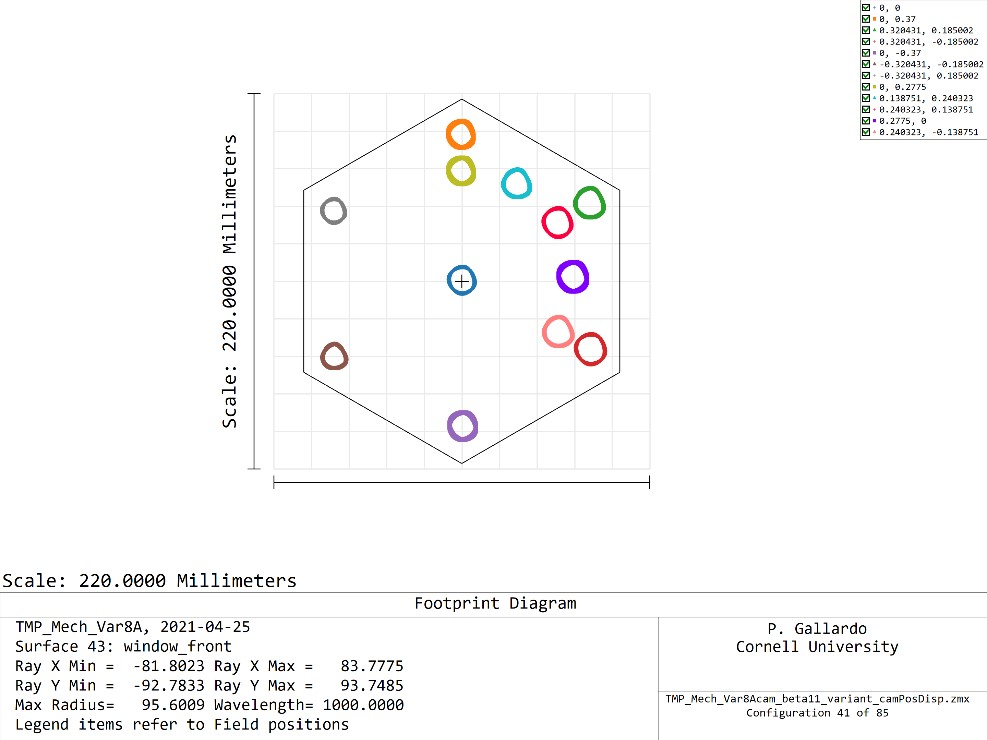 0, 0
0, 0.37
0.320431, 0.185002
0.320431, -0.185002
0, -0.37
-0.320431, -0.185002
-0.320431, 0.185002
0, 0.2775
0.138751, 0.240323
0.240323, 0.138751
0.2775, 0
0.240323, -0.138751
Scale: 220.0000 Millimeters
Scale: 220.0000 Millimeters
Footprint Diagram
TMP_Mech_Var8A, 2021-04-25
Surface 43: window_front
Ray X Min = -81.8023 Ray X Max = 83.7775
Ray Y Min = -92.7833 Ray Y Max = 93.7485
Max Radius= 95.6009 Wavelength= 1000.0000
Legend items refer to Field positions
P. Gallardo
Cornell University
TMP_Mech_Var8Acam_beta11_variant_camPosDisp.zmx
Configuration 41 of 85